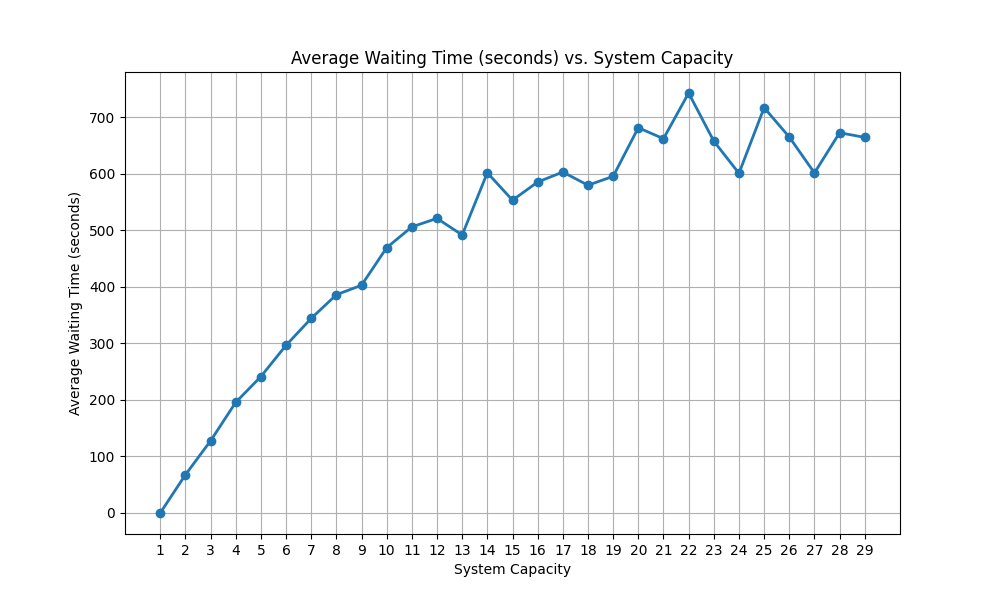 Average Waiting Time (seconds) vs. System Capacity
Average Waiting Time (seconds)
700
600
500
400
300
200
100
0
1 2 3 4 5 6 7 8 9 10 11 12 13 14 15 16 17 18 19 20 21 22 23 24 25 26 27 28 29
System Capacity